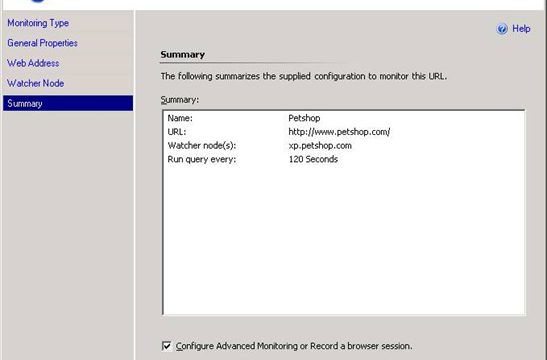 Monitoring Type
General Properties
Web Address
Watcher Node
Summary
Help
Summary
The following summarizes the supplied configuration to monitor this URL.
Summary:
Name: Petshop
URL: http://www.petshop.com/
Watcher node(s): xp.petshop.com
Run query every: 120 Seconds
Configure Advanced Monitoring or Record a browser session.